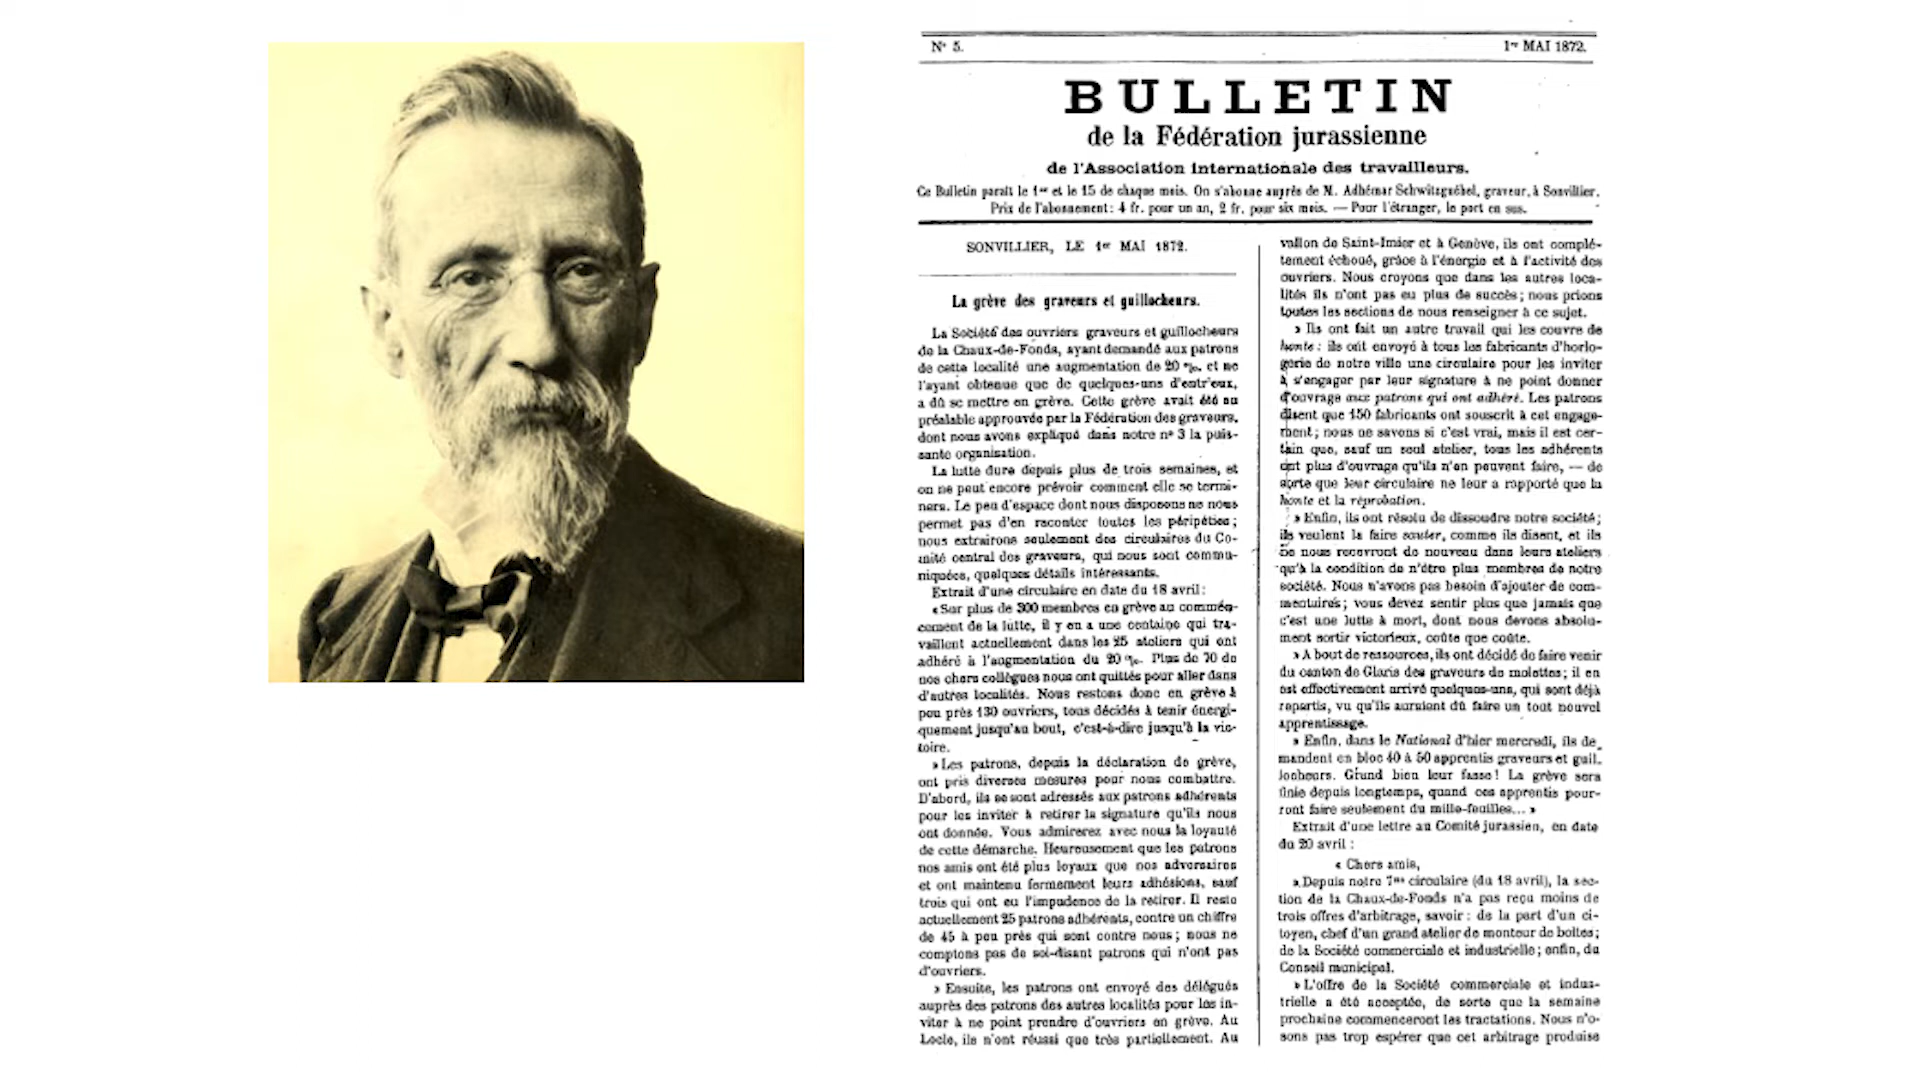 Nº 5.
1er MAI 1872.
BULLETIN
de la Fédération jurassienne
de l'Association internationale des travailleurs.
Ce Bulletin paraît le 1er et le 15 de chaque mois. On s'abonne auprès de M. Adhémar Schwitzguébel, graveur, à Sonvillier.
Prix de l'abonnement: 4 fr. pour un an, 2 fr. pour six mois. — Pour l'étranger, le port en sus.
SONVILLIER, LE 1er MAI 1872.
La grève des graveurs et guillocheurs.
La Société des ouvriers graveurs et guillocheurs
de la Chaux-de-Fonds, ayant demandé aux patrons
de cette localité une augmentation de 20 %, et ne
l'ayant obtenue que de quelques-uns d'entr'eux,
a dû se mettre en grève. Cette grève avait été au
préalable approuvée par la Fédération des graveurs,
dont nous avons expliqué dans notre nº 3 la puis-
sante organisation.
La lutte dure depuis plus de trois semaines, et
on ne peut encore prévoir comment elle se termi-
nera. Le peu d'espace dont nous disposons ne nous
permet pas d'en raconter toutes les péripéties;
nous extrairons seulement des circulaires du Co-
mité central des graveurs, qui nous sont commu-
niquées, quelques détails intéressants.
Extrait d'une circulaire en date du 18 avril:
«Sur plus de 300 membres en grève au commen-
cement de la lutte, il y en a une centaine qui tra-
vaillent actuellement dans les 25 ateliers qui ont
adhéré à l'augmentation du 20 %. Plus de 70 de
nos chers collègues nous ont quittés pour aller dans
d'autres localités. Nous restons donc en grève à
peu près 130 ouvriers, tous décidés à tenir énergi-
quement jusqu'au bout, c'est-à-dire jusqu'à la vic-
toire.
»Les patrons, depuis la déclaration de grève,
ont pris diverses mesures pour nous combattre.
D'abord, ils se sont adressés aux patrons adhérents
pour les inviter à retirer la signature qu'ils nous
ont donnée. Vous admirerez avec nous la loyauté
de cette démarche. Heureusement que les patrons
nos amis ont été plus loyaux que nos adversaires
et ont maintenu fermement leurs adhésions, sauf
trois qui ont eu l'impudence de la retirer. Il reste
actuellement 25 patrons adhérents, contre un chiffre
de 45 à peu près qui sont contre nous; nous ne
comptons pas de soi-disant patrons qui n'ont pas
d'ouvriers.
» Ensuite, les patrons ont envoyé des délégués
auprès des patrons des autres localités pour les in-
viter à ne point prendre d'ouvriers en grève. Au
Locle, ils n'ont réussi que très partiellement. Au
vallon de Saint-Imier et à Genève, ils ont complè-
tement échoué, grâce à l'énergie et à l'activité des
ouvriers. Nous croyons que dans les autres loca-
lités ils n'ont pas eu plus de succès; nous prions
toutes les sections de nous renseigner à ce sujet.
» Ils ont fait un autre travail qui les couvre de
honte: ils ont envoyé à tous les fabricants d'horlo-
gerie de notre ville une circulaire pour les inviter
à s'engager par leur signature à ne point donner
d'ouvrage aux patrons qui ont adhéré. Les patrons
disent que 150 fabricants ont souscrit à cet engage-
ment; nous ne savons si c'est vrai, mais il est cer-
tain que, sauf un seul atelier, tous les adhérents
ont plus d'ouvrage qu'ils n'en peuvent faire, — de
sorte que leur circulaire ne leur a rapporté que la
honte et la réprobation.
» Enfin, ils ont résolu de dissoudre notre société;
ils veulent la faire sauter, comme ils disent, et ils
ne nous recevront de nouveau dans leurs ateliers
qu'à la condition de n'être plus membres de notre
société. Nous n'avons pas besoin d'ajouter de com-
mentaires; vous devez sentir plus que jamais que
c'est une lutte à mort, dont nous devons absolu-
ment sortir victorieux, coûte que coûte.
» A bout de ressources, ils ont décidé de faire venir
du canton de Glaris des graveurs de molettes; il en
est effectivement arrivé quelques-uns, qui sont déjà
repartis, vu qu'ils auraient dû faire un tout nouvel
apprentissage.
» Enfin, dans le National d'hier mercredi, ils de-
mandent en bloc 40 à 50 apprentis graveurs et guil-
locheurs. Grand bien leur fasse! La grève sera
finie depuis longtemps, quand ces apprentis pour-
ront faire seulement du mille-feuilles... »
Extrait d'une lettre au Comité jurassien, en date
du 20 avril:
« Chers amis,
» Depuis notre 7me circulaire (du 18 avril), la sec-
tion de la Chaux-de-Fonds n'a pas reçu moins de
trois offres d'arbitrage, savoir: de la part d'un ci-
toyen, chef d'un grand atelier de monteur de boîtes;
de la Société commerciale et industrielle; enfin, du
Conseil municipal.
» L'offre de la Société commerciale et indus-
trielle a été acceptée, de sorte que la semaine
prochaine commenceront les tractations. Nous n'o-
sons pas trop espérer que cet arbitrage produise